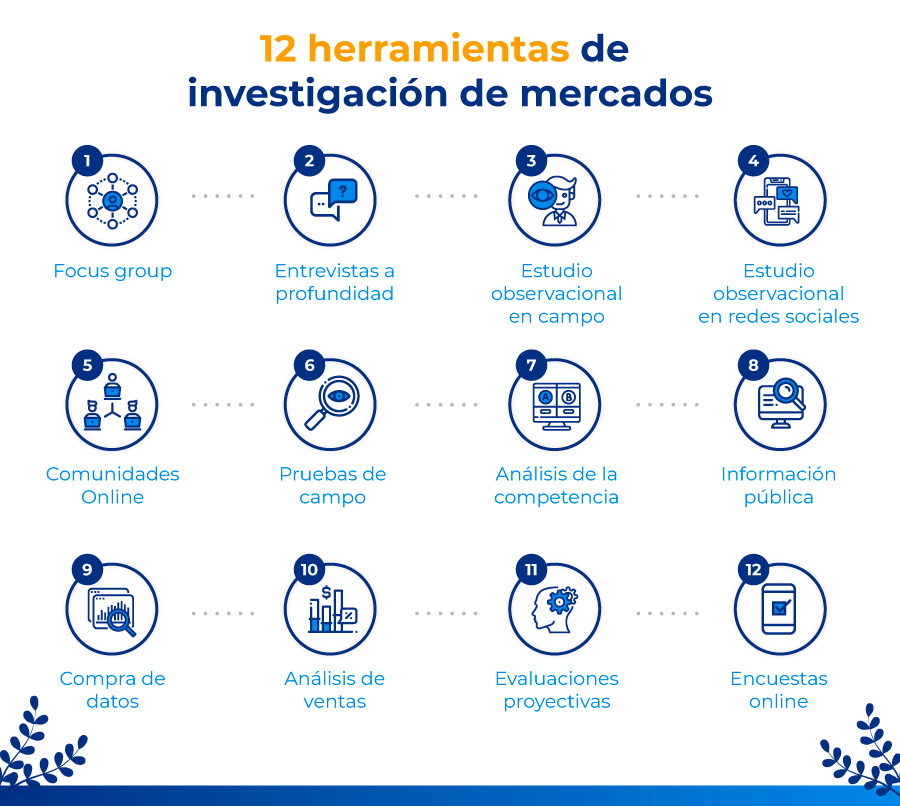 12 herramientas de
investigación de mercados
1
Focus group
2
?
Entrevistas a
profundidad
3
Estudio
observacional
en campo
4
Estudio
observacional
en redes sociales
5
Comunidades
Online
6
Pruebas de
campo
7
A B
Análisis de la
competencia
8
Información
pública
9
Compra de
datos
10
$
%
Análisis de
ventas
11
Evaluaciones
proyectivas
12
Encuestas
online